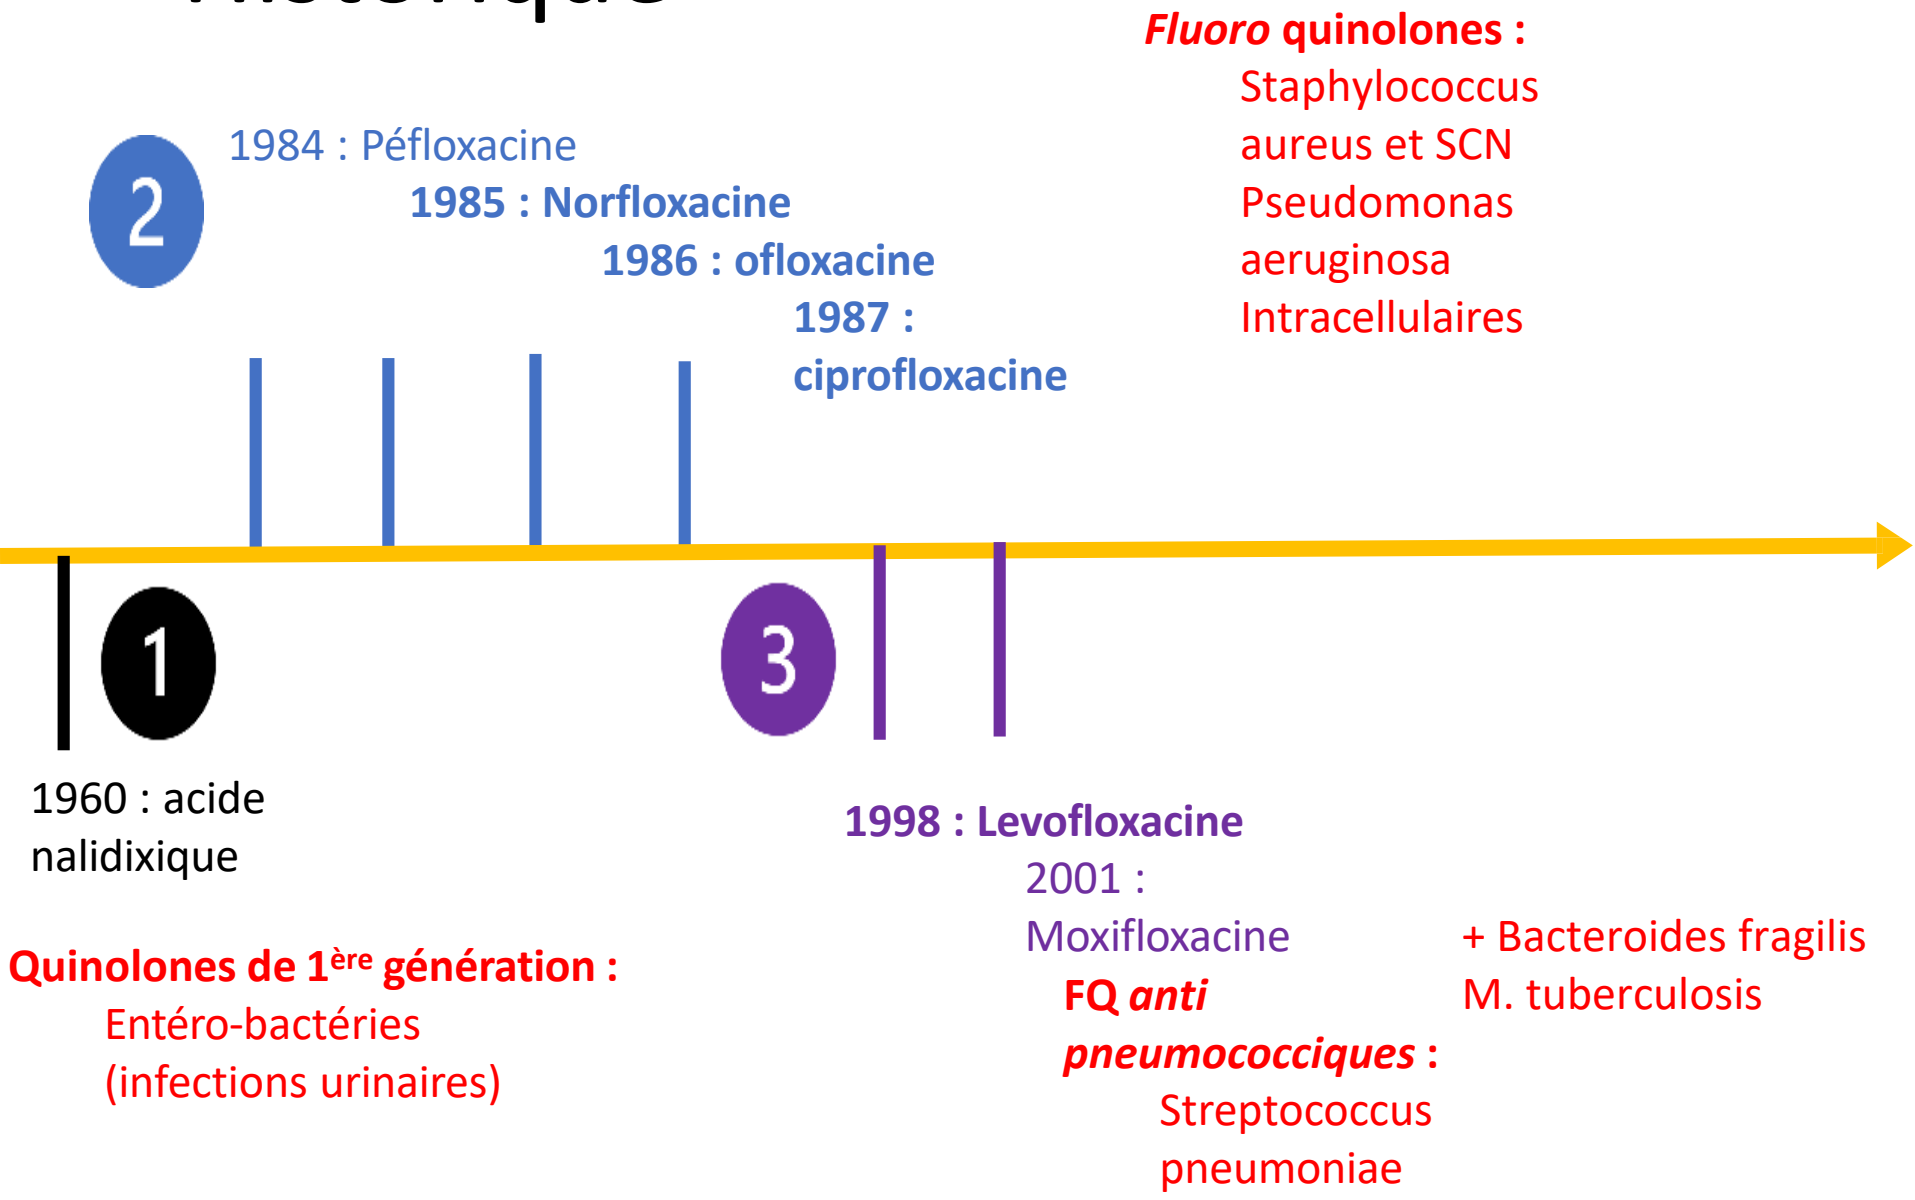 Historique
Fluoro quinolones :
Staphylococcus
aureus et SCN
Pseudomonas
aeruginosa
Intracellulaires
2
1984 : Péfloxacine
1985 : Norfloxacine
1986 : ofloxacine
1987 :
ciprofloxacine
1
3
1960 : acide
nalidixique
Quinolones de 1ère génération :
Entéro-bactéries
(infections urinaires)
1998 : Levofloxacine
2001 :
Moxifloxacine
FQ anti
pneumococciques :
Streptococcus
pneumoniae
+ Bacteroides fragilis
M. tuberculosis